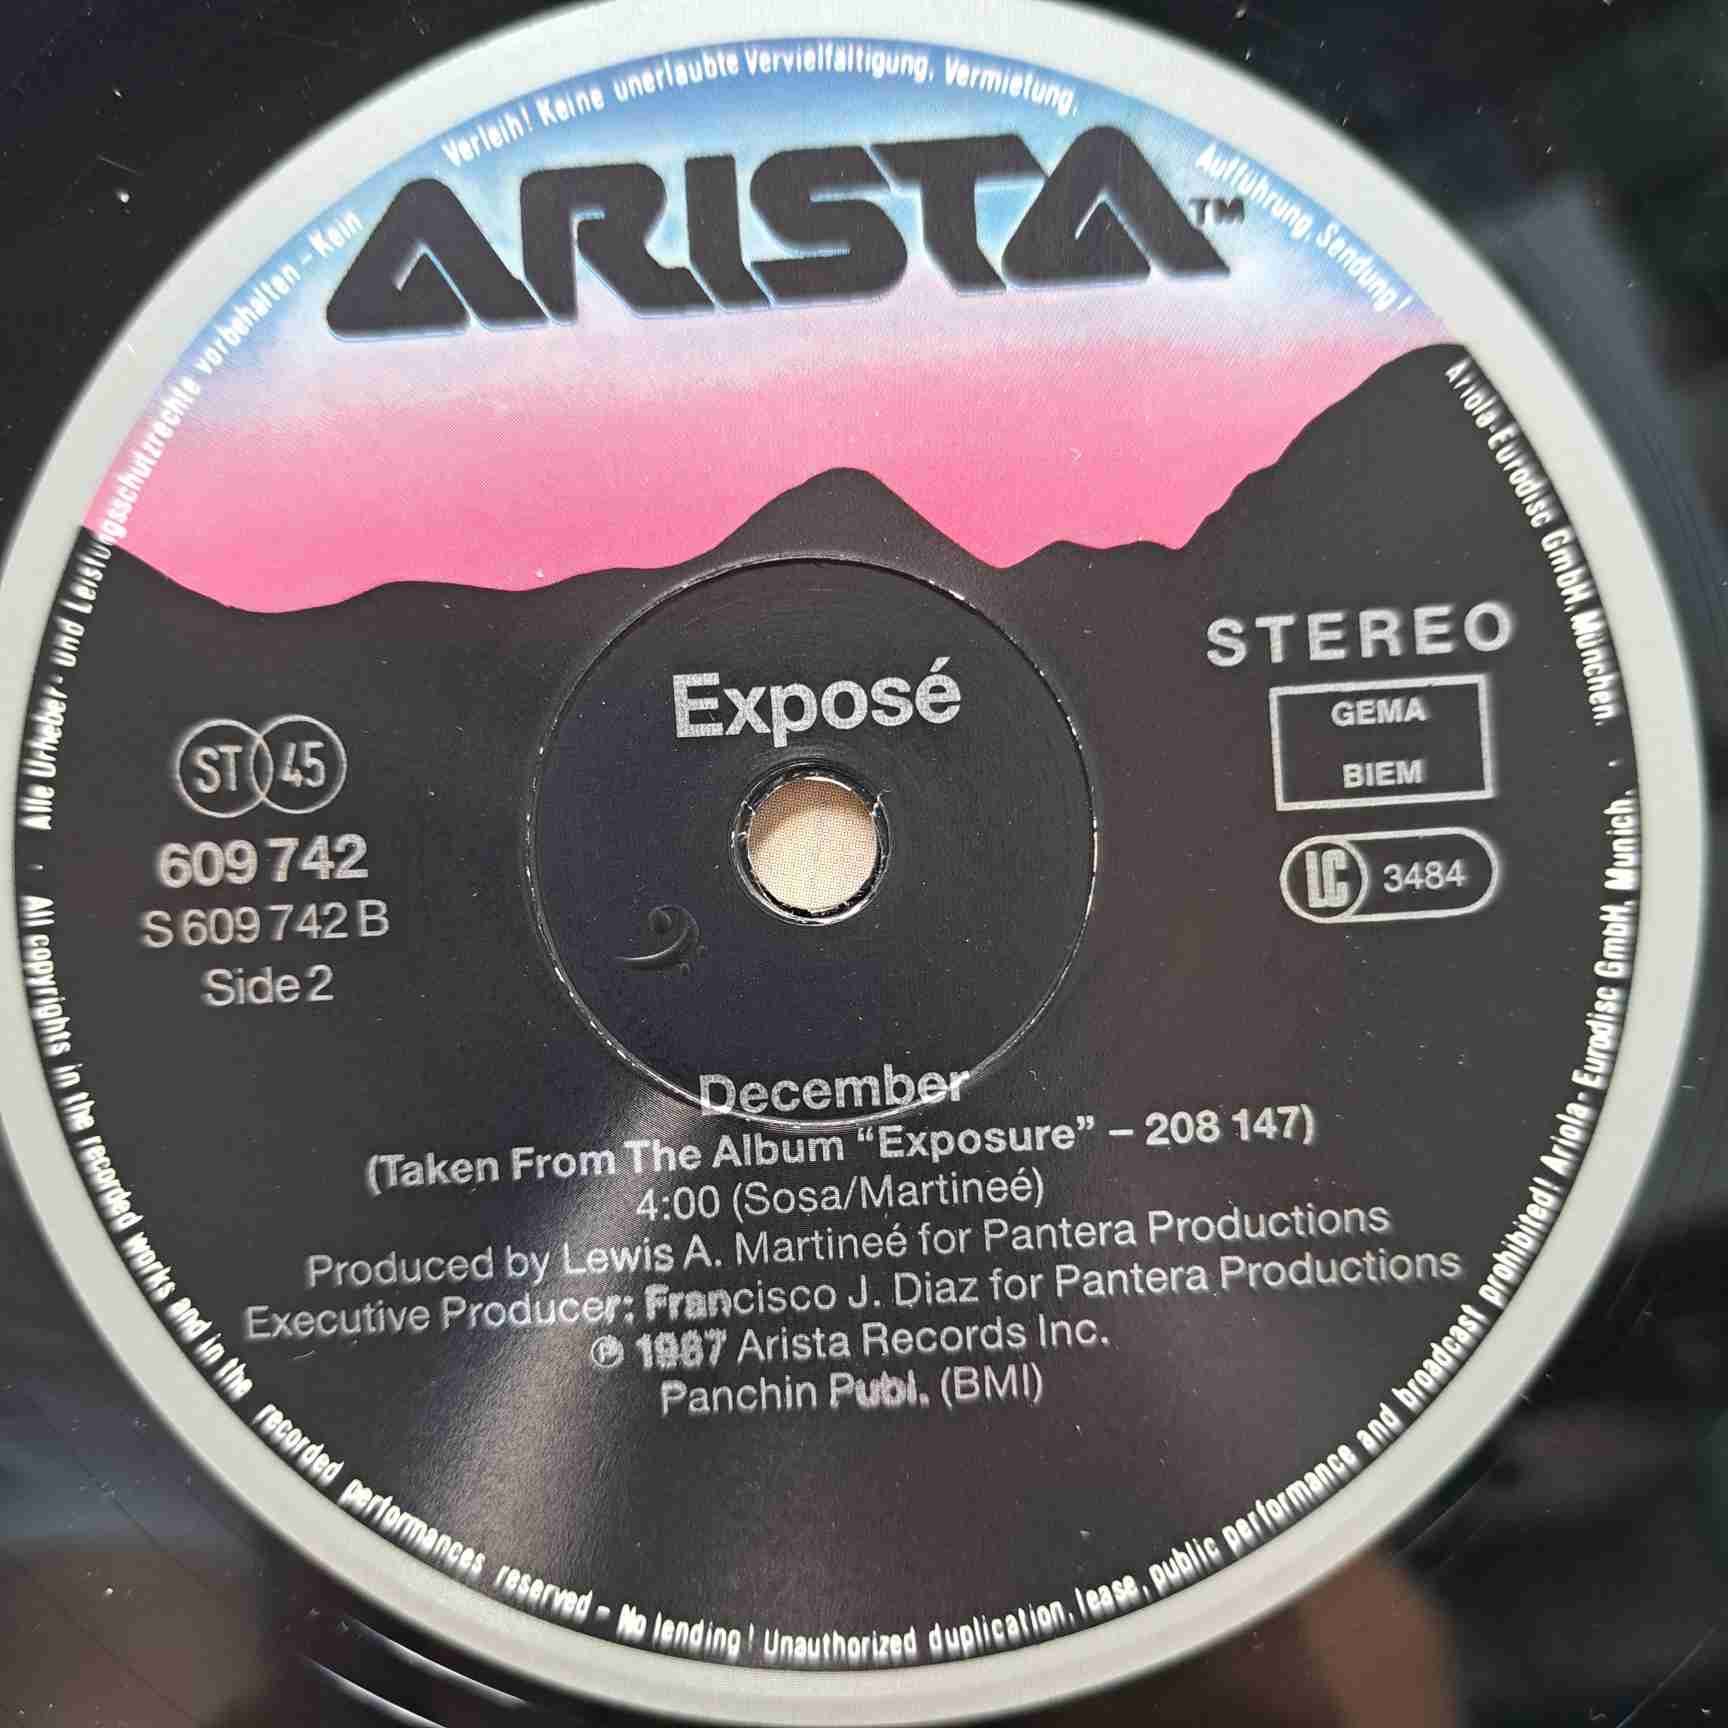 Alle Urheber- und Leistungsschutzrechte vorbehalten – Kein Verleih! Keine unerlaubte Vervielfältigung, Vermietung, Aufführung, Sendung!
Ariola-Eurodisc GmbH, München.
ARISTA™
STEREO
GEMA
BIEM
LC 3484
Exposé
ST 45
609 742
S 609 742 B
Side 2
December
(Taken From The Album “Exposure” – 208 147)
4:00 (Sosa/Martineé)
Produced by Lewis A. Martineé for Pantera Productions
Executive Producer: Francisco J. Diaz for Pantera Productions
Ⓟ 1987 Arista Records Inc.
Panchin Publ. (BMI)
· All copyrights in the recorded works and in the recorded performances reserved – No lending! Unauthorized duplication, lease, public performance and broadcast prohibited! Ariola-Eurodisc GmbH, Munich. ·